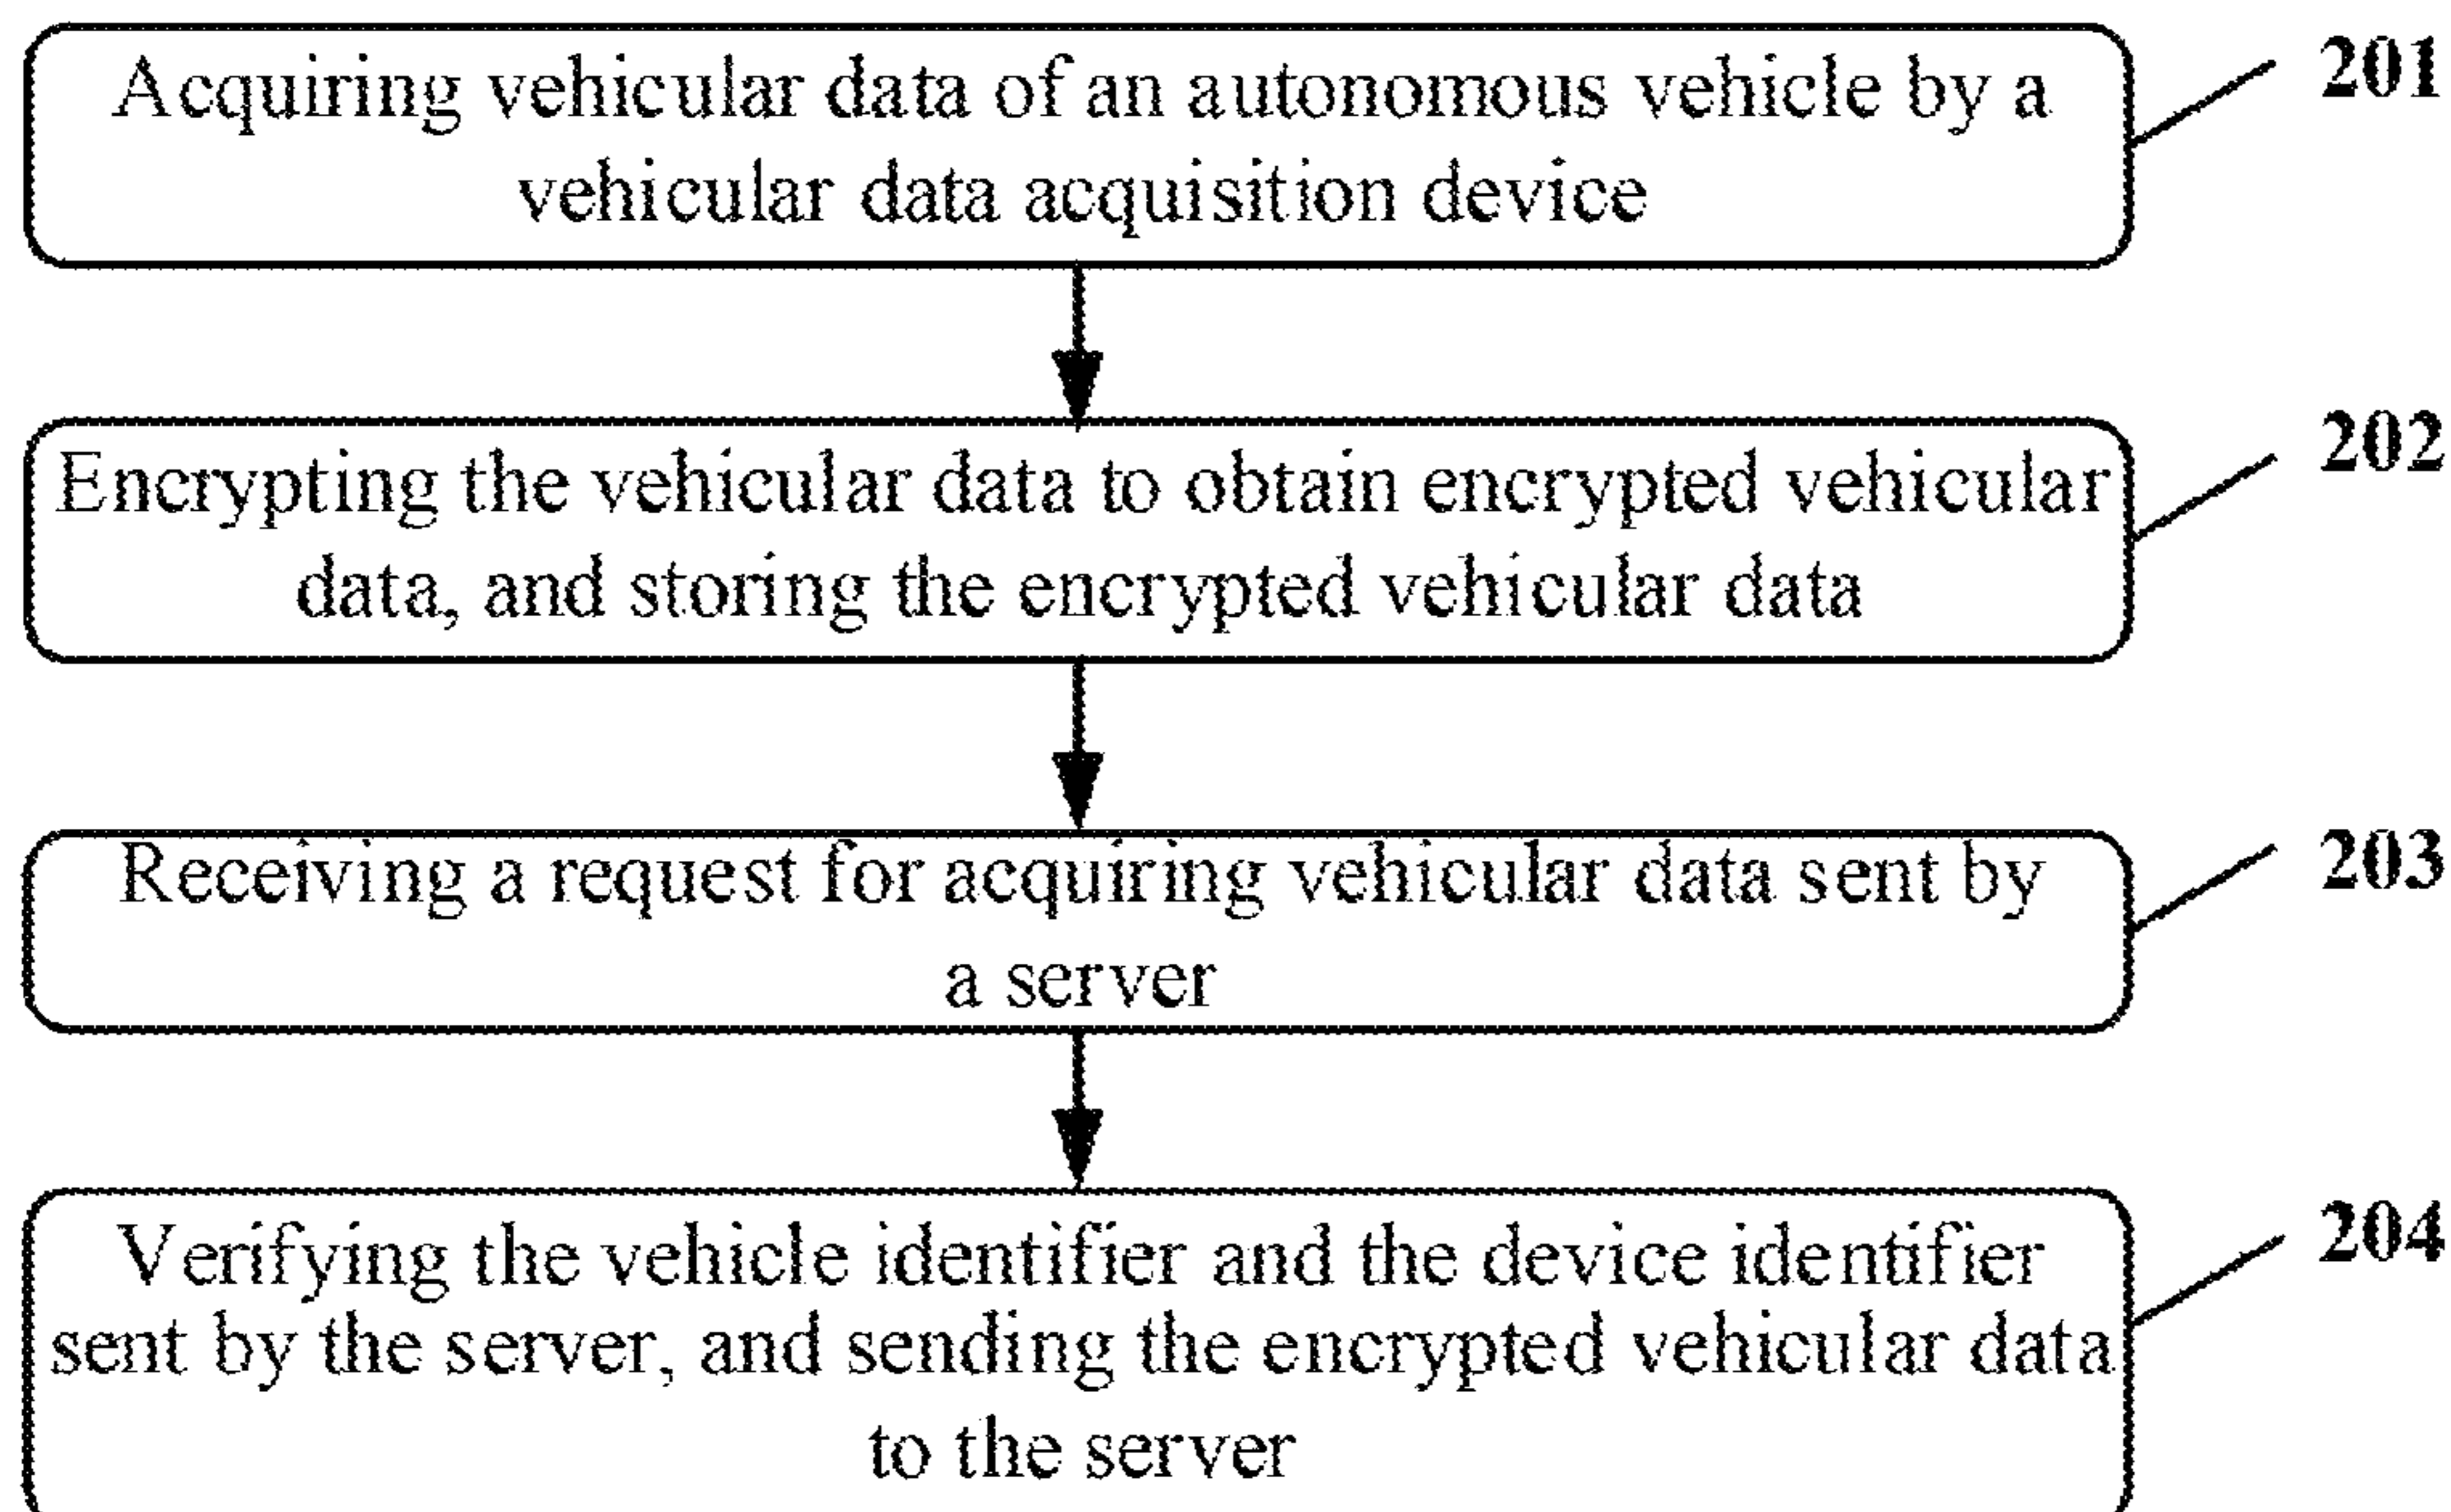 Acquiring vehicular data of an autonomous vehicle by a
vehicular data acquisition device
201
Encrypting the vehicular data to obtain encrypted vehicular
data, and storing the encrypted vehicular data
202
Receiving a request for acquiring vehicular data sent by
a server
203
Verifying the vehicle identifier and the device identifier
sent by the server, and sending the encrypted vehicular data
to the server
204